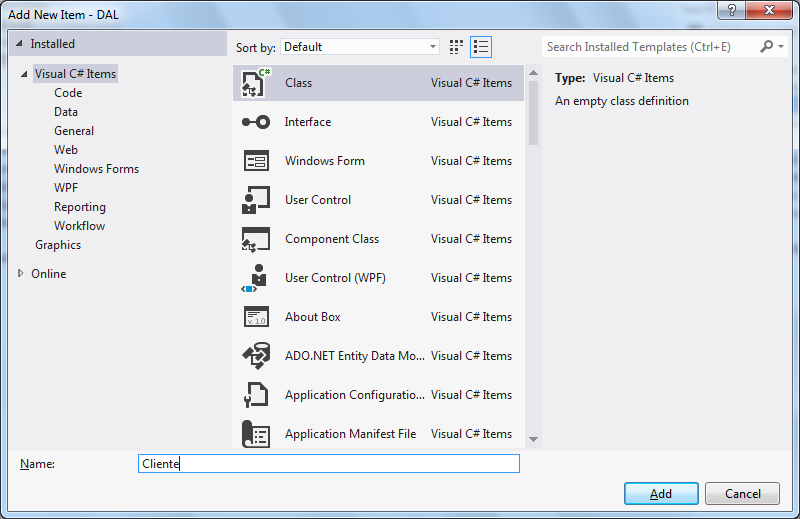 Add New Item - DAL
Installed
Sort by: Default
Search Installed Templates (Ctrl+E)
Visual C# Items
Code
Data
General
Web
Windows Forms
WPF
Reporting
Workflow
Graphics
Online
C#
Class Visual C# Items
Interface Visual C# Items
Windows Form Visual C# Items
User Control Visual C# Items
Component Class Visual C# Items
User Control (WPF) Visual C# Items
v. 1.0
About Box Visual C# Items
ADO.NET Entity Data Mo... Visual C# Items
Application Configuratio... Visual C# Items
Application Manifest File Visual C# Items
Type: Visual C# Items
An empty class definition
Name: Cliente
Add Cancel